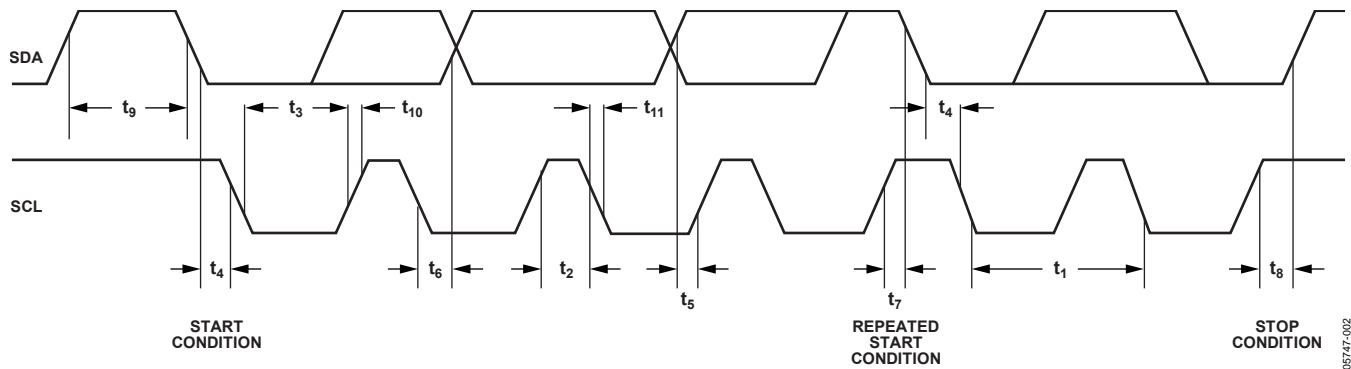 SDA
t9
t3
t10
t11
t4
SCL
t4
t6
t2
t5
t7
t1
t8
START
CONDITION
REPEATED
START
CONDITION
STOP
CONDITION
05747-002